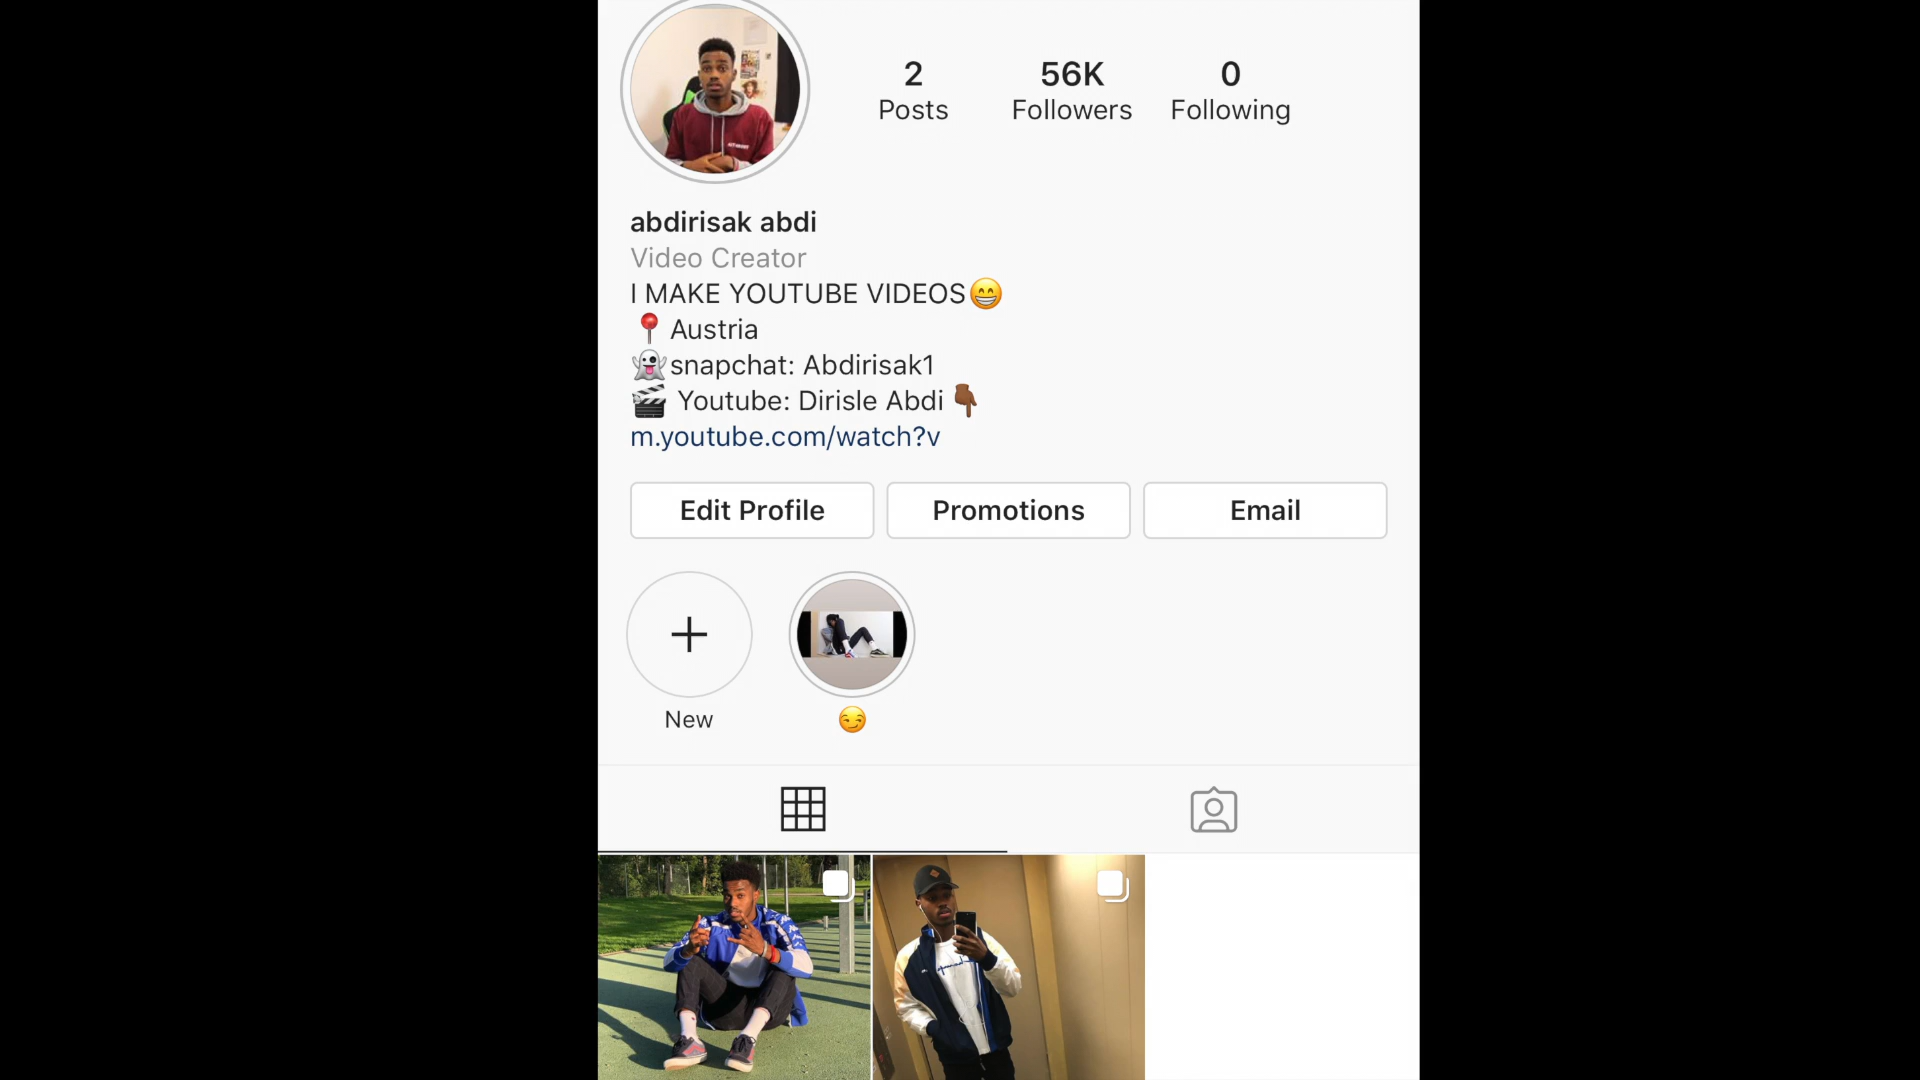 2 56K 0
Posts Followers Following
abdirisak abdi
Video Creator
I MAKE YOUTUBE VIDEOS😁
📍 Austria
👻snapchat: Abdirisak1
🎬 Youtube: Dirisle Abdi 👇🏾
m.youtube.com/watch?v
Edit Profile Promotions Email
New 😏